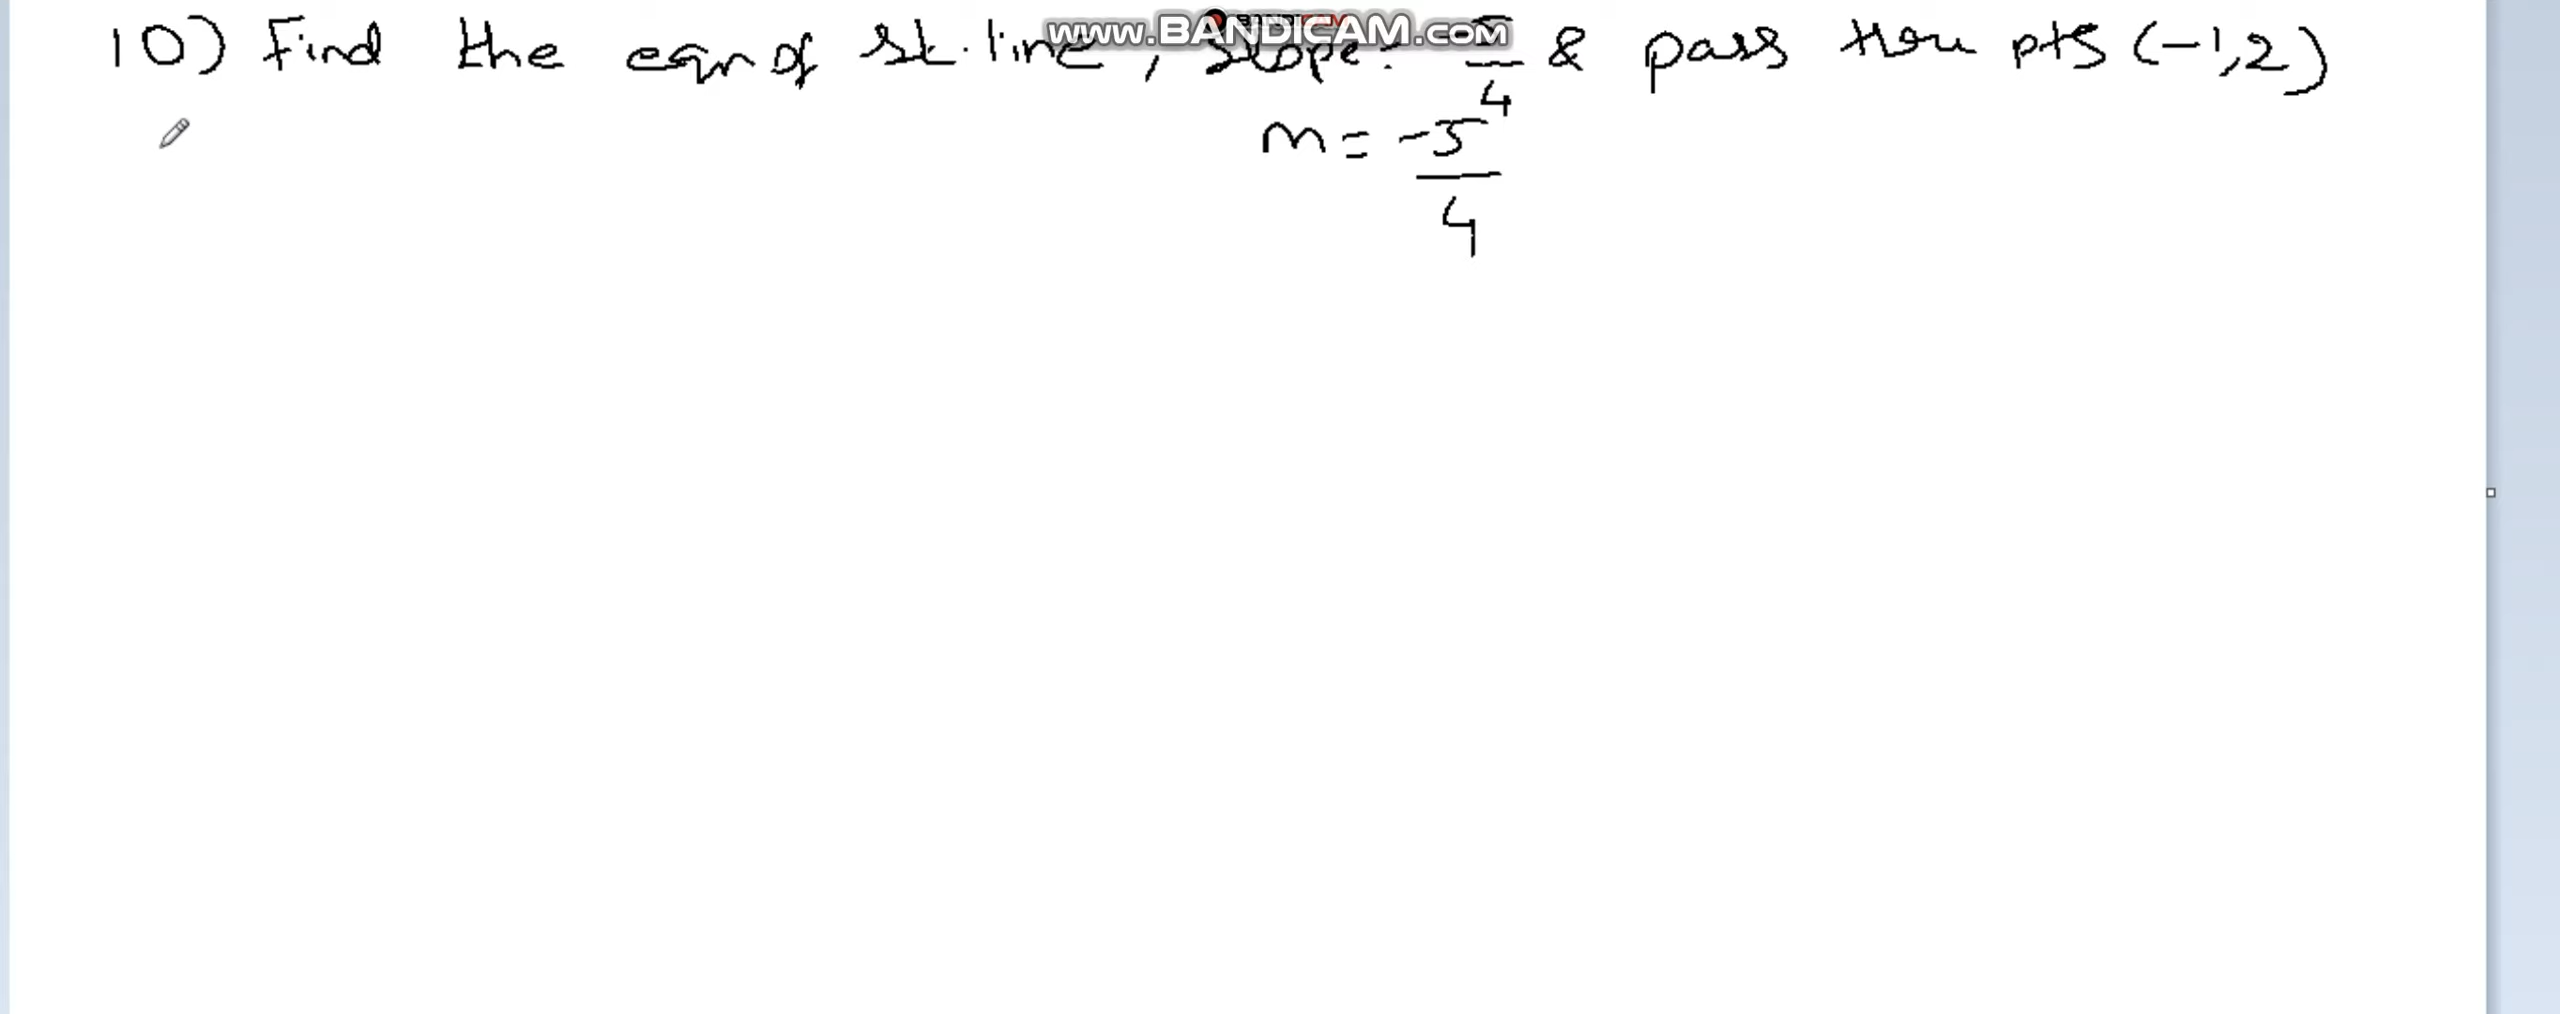 www.BANDICAM.com
10) Find the eqn of st. line, slope: 5/4 & pass thru pts (-1,2)
m = -5/4